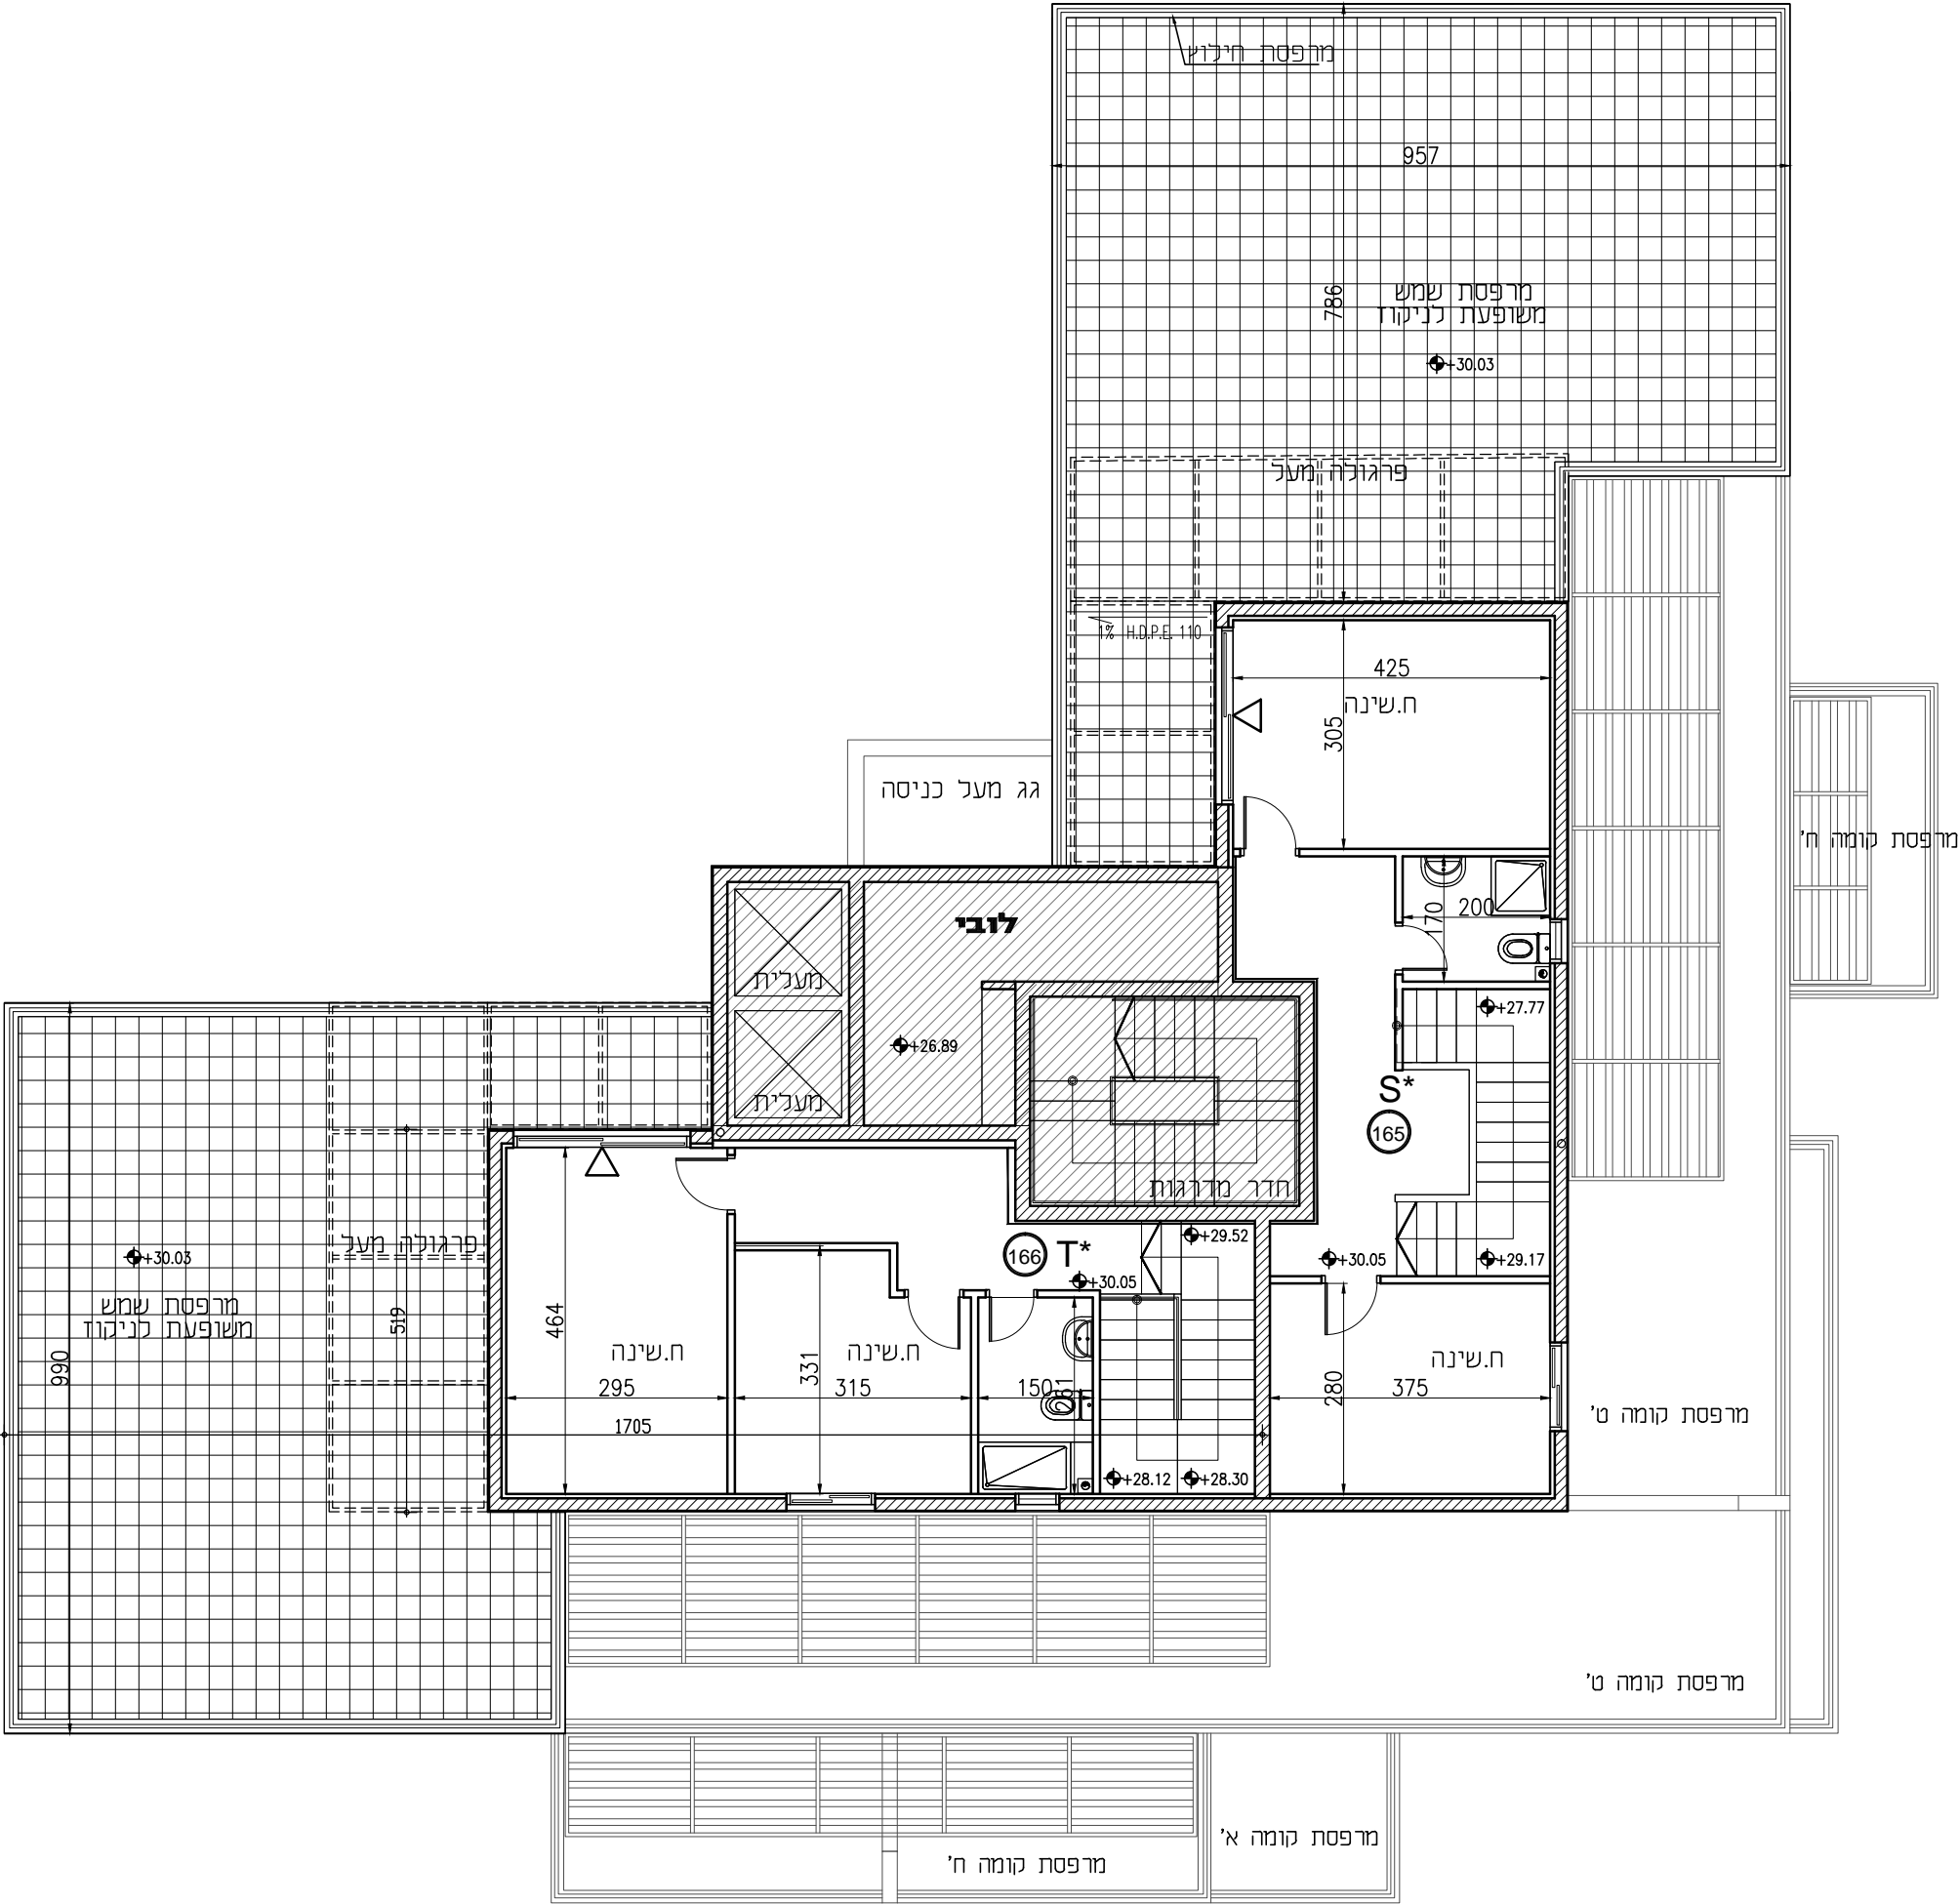 מרפסת חילוץ
957
786
מרפסת שמש
משופעת לניקוז
+30.03
פרגולה מעל
1% H.D.P.E. 110
425
ח.שינה
305
גג מעל כניסה
מרפסת קומה ח'
לובי
170
200
מעלית
+27.77
+26.89
S*
165
מעלית
חדר מדרגות
+29.52
166
T*
+30.05
+30.05
+29.17
פרגולה מעל
+30.03
מרפסת שמש
משופעת לניקוז
519
464
990
ח.שינה
ח.שינה
331
ח.שינה
295
315
150
280
375
מרפסת קומה ט'
1705
+28.12
+28.30
מרפסת קומה ט'
מרפסת קומה א'
מרפסת קומה ח'